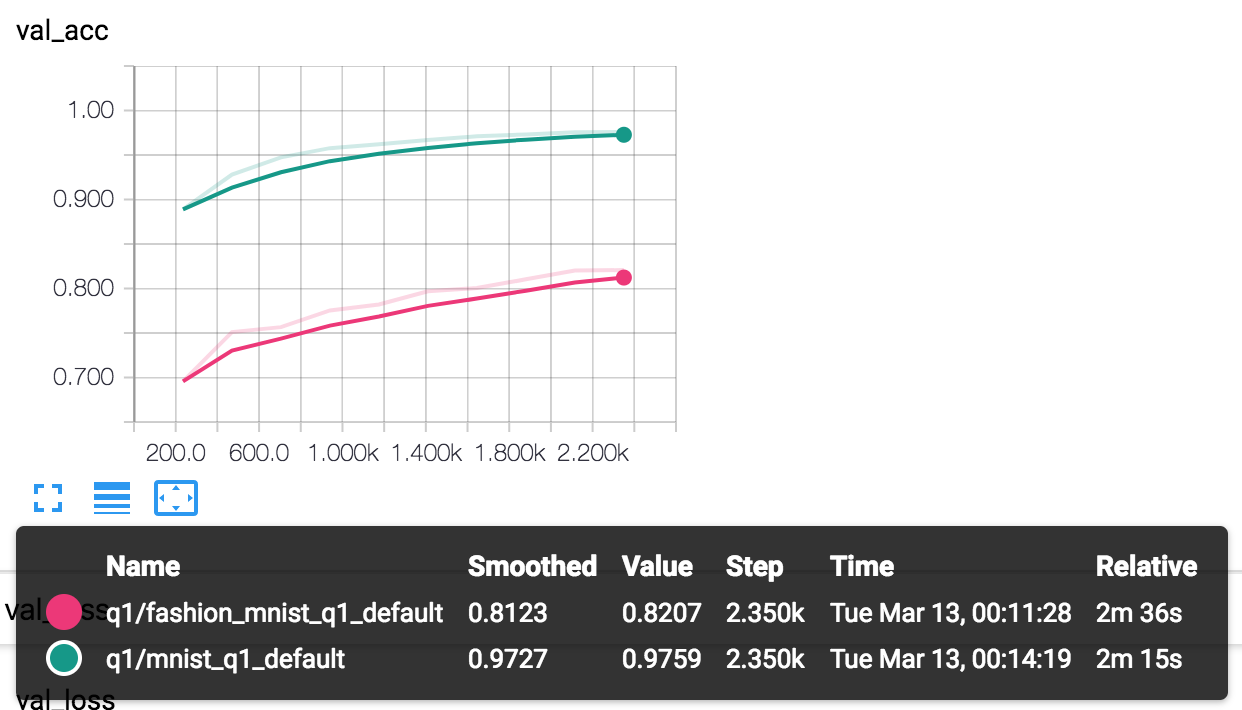 val_acc
1.00
0.900
0.800
0.700
200.0 600.0 1.000k 1.400k 1.800k 2.200k
Name Smoothed Value Step Time Relative
q1/fashion_mnist_q1_default 0.8123 0.8207 2.350k Tue Mar 13, 00:11:28 2m 36s
q1/mnist_q1_default 0.9727 0.9759 2.350k Tue Mar 13, 00:14:19 2m 15s
val_loss